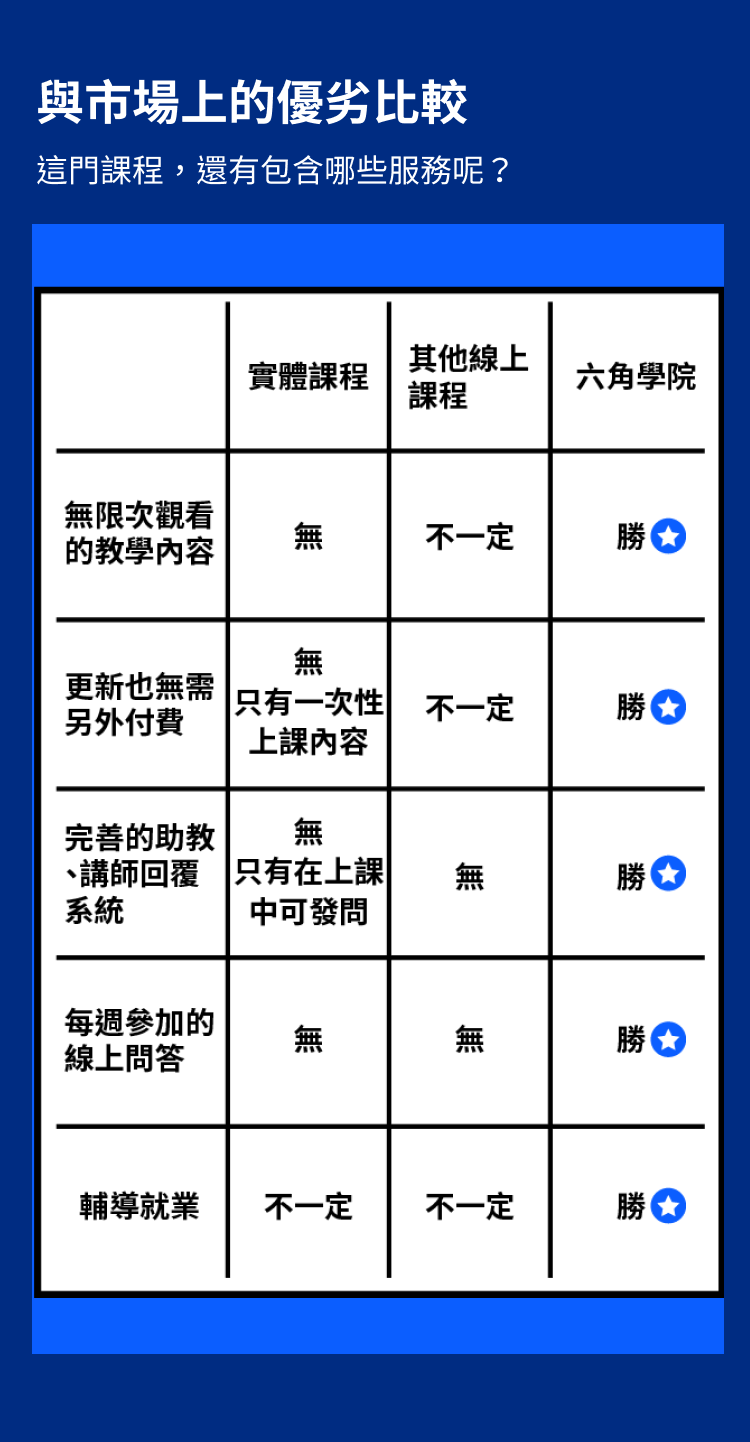 與市場上的優劣比較
這門課程，還有包含哪些服務呢？
實體課程
其他線上
課程
六角學院
無限次觀看
的教學內容
無
不一定
勝
更新也無需
另外付費
無
只有一次性
上課內容
不一定
勝
完善的助教
、講師回覆
系統
無
只有在上課
中可發問
無
勝
每週參加的
線上問答
無
無
勝
輔導就業
不一定
不一定
勝